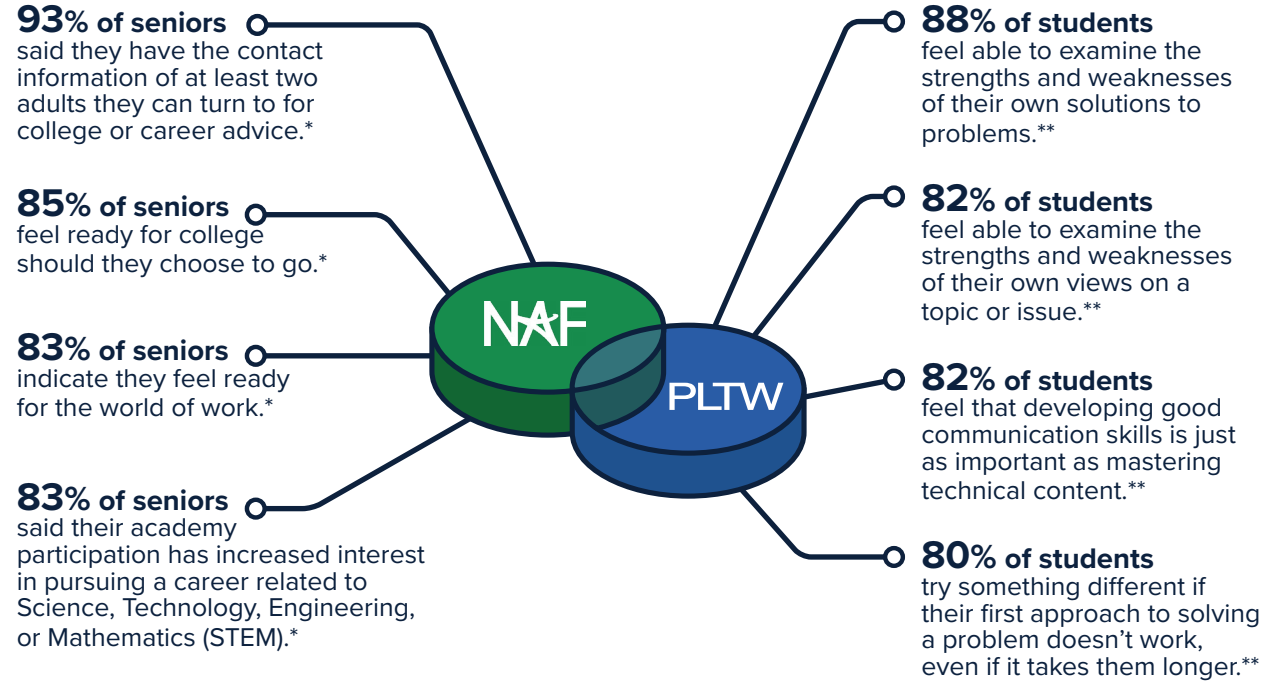 93% of seniors
said they have the contact
information of at least two
adults they can turn to for
college or career advice.*
85% of seniors
feel ready for college
should they choose to go.*
83% of seniors
indicate they feel ready
for the world of work.*
83% of seniors
said their academy
participation has increased interest
in pursuing a career related to
Science, Technology, Engineering,
or Mathematics (STEM).*
NAF
PLTW
88% of students
feel able to examine the
strengths and weaknesses
of their own solutions to
problems.**
82% of students
feel able to examine the
strengths and weaknesses
of their own views on a
topic or issue.**
82% of students
feel that developing good
communication skills is just
as important as mastering
technical content.**
80% of students
try something different if
their first approach to solving
a problem doesn’t work,
even if it takes them longer.**